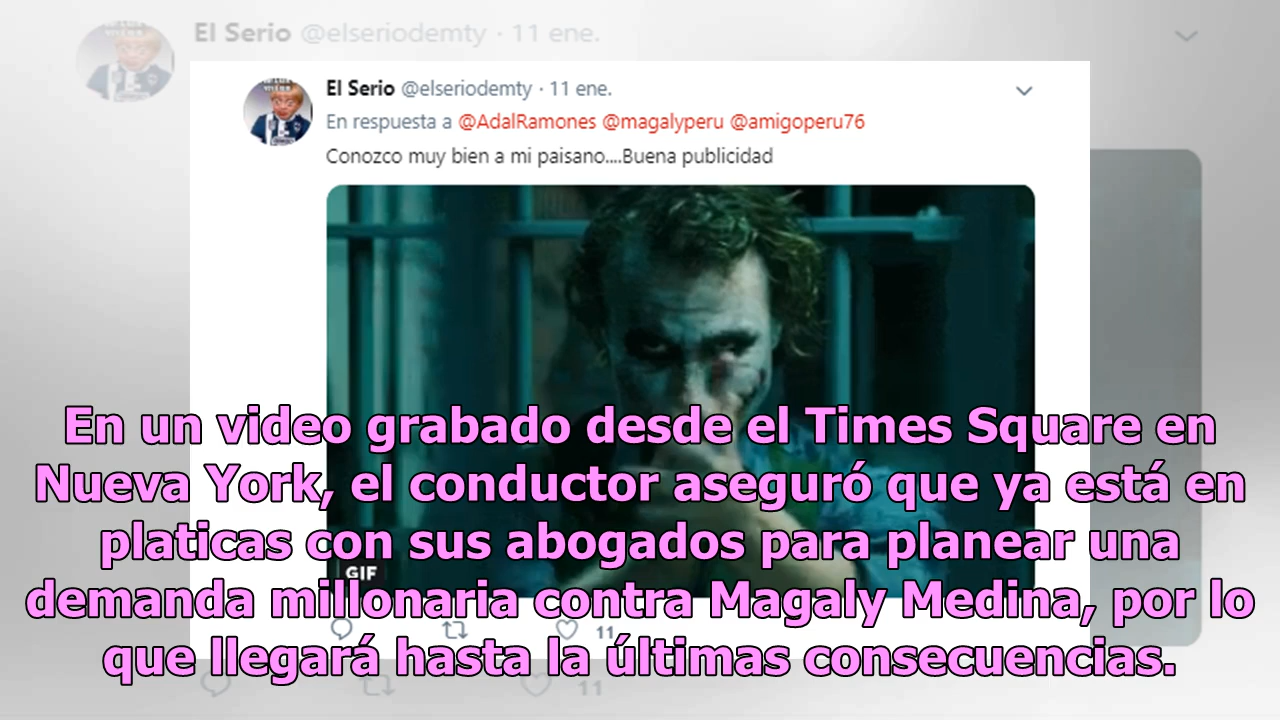 El Serio @elseriodemty · 11 ene.
El Serio @elseriodemty · 11 ene.
En respuesta a @AdalRamones @magalyperu @amigoperu76
Conozco muy bien a mi paisano....Buena publicidad
En un video grabado desde el Times Square en
Nueva York, el conductor aseguró que ya está en
platicas con sus abogados para planear una
GIF
demanda millonaria contra Magaly Medina, por lo
11
que llegará hasta la últimas consecuencias.
11